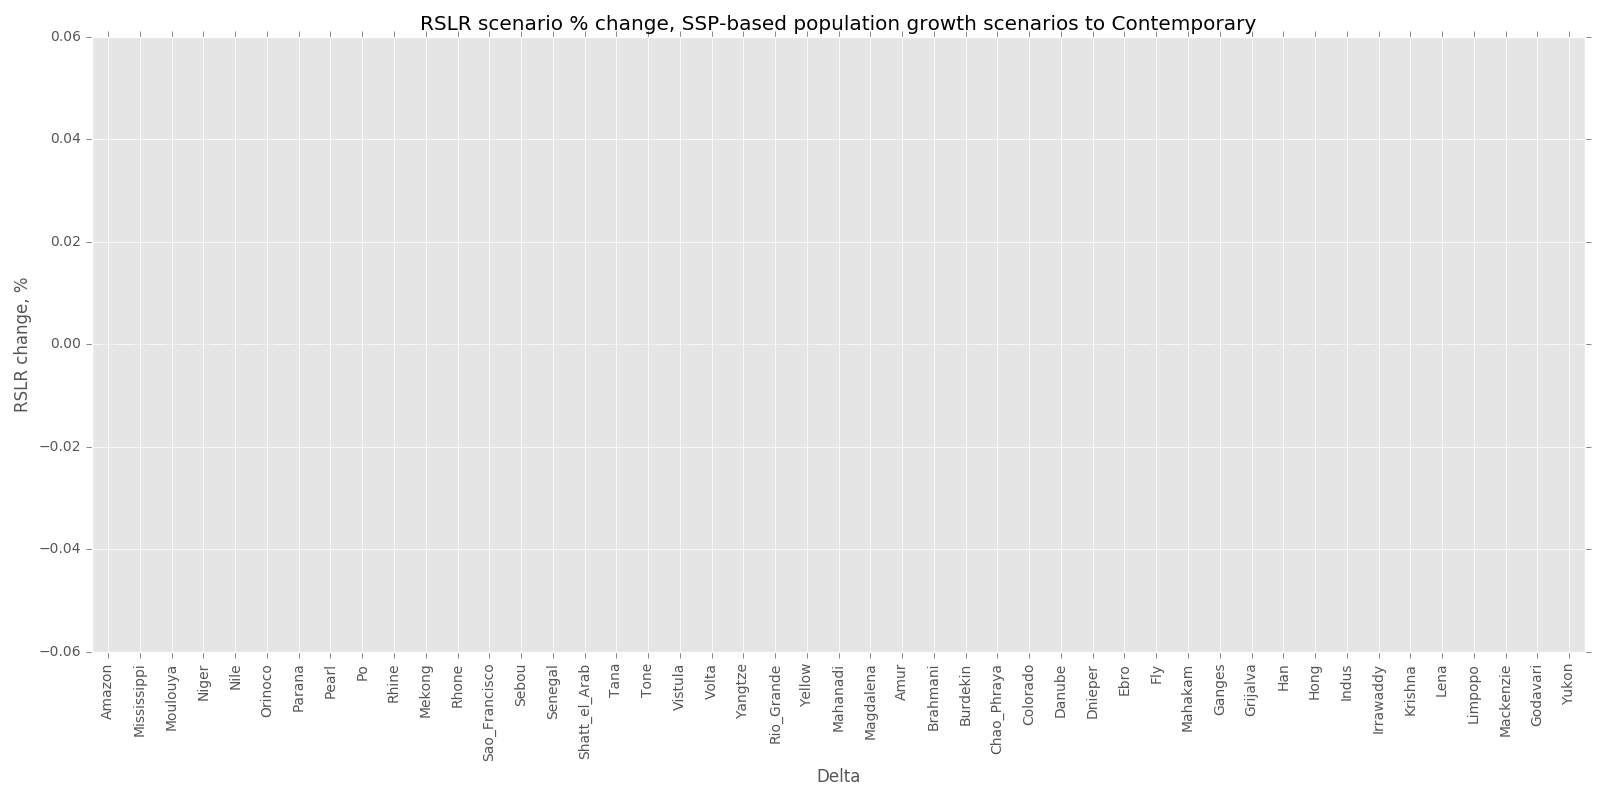 RSLR scenario % change, SSP-based population growth scenarios to Contemporary
0.06
0.04
0.02
0.00
−0.02
−0.04
−0.06
RSLR change, %
Amazon
Mississippi
Moulouya
Niger
Nile
Orinoco
Parana
Pearl
Po
Rhine
Mekong
Rhone
Sao_Francisco
Sebou
Senegal
Shatt_el_Arab
Tana
Tone
Vistula
Volta
Yangtze
Rio_Grande
Yellow
Mahanadi
Magdalena
Amur
Brahmani
Burdekin
Chao_Phraya
Colorado
Danube
Dnieper
Ebro
Fly
Mahakam
Ganges
Grijalva
Han
Hong
Indus
Irrawaddy
Krishna
Lena
Limpopo
Mackenzie
Godavari
Yukon
Delta